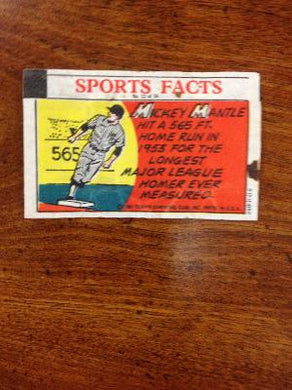 SPORTS FACTS
565
MICKEY MANTLE
HIT A 565 FT.
HOME RUN IN
1953 FOR THE
LONGEST
MAJOR LEAGUE
HOMER EVER
MEASURED.